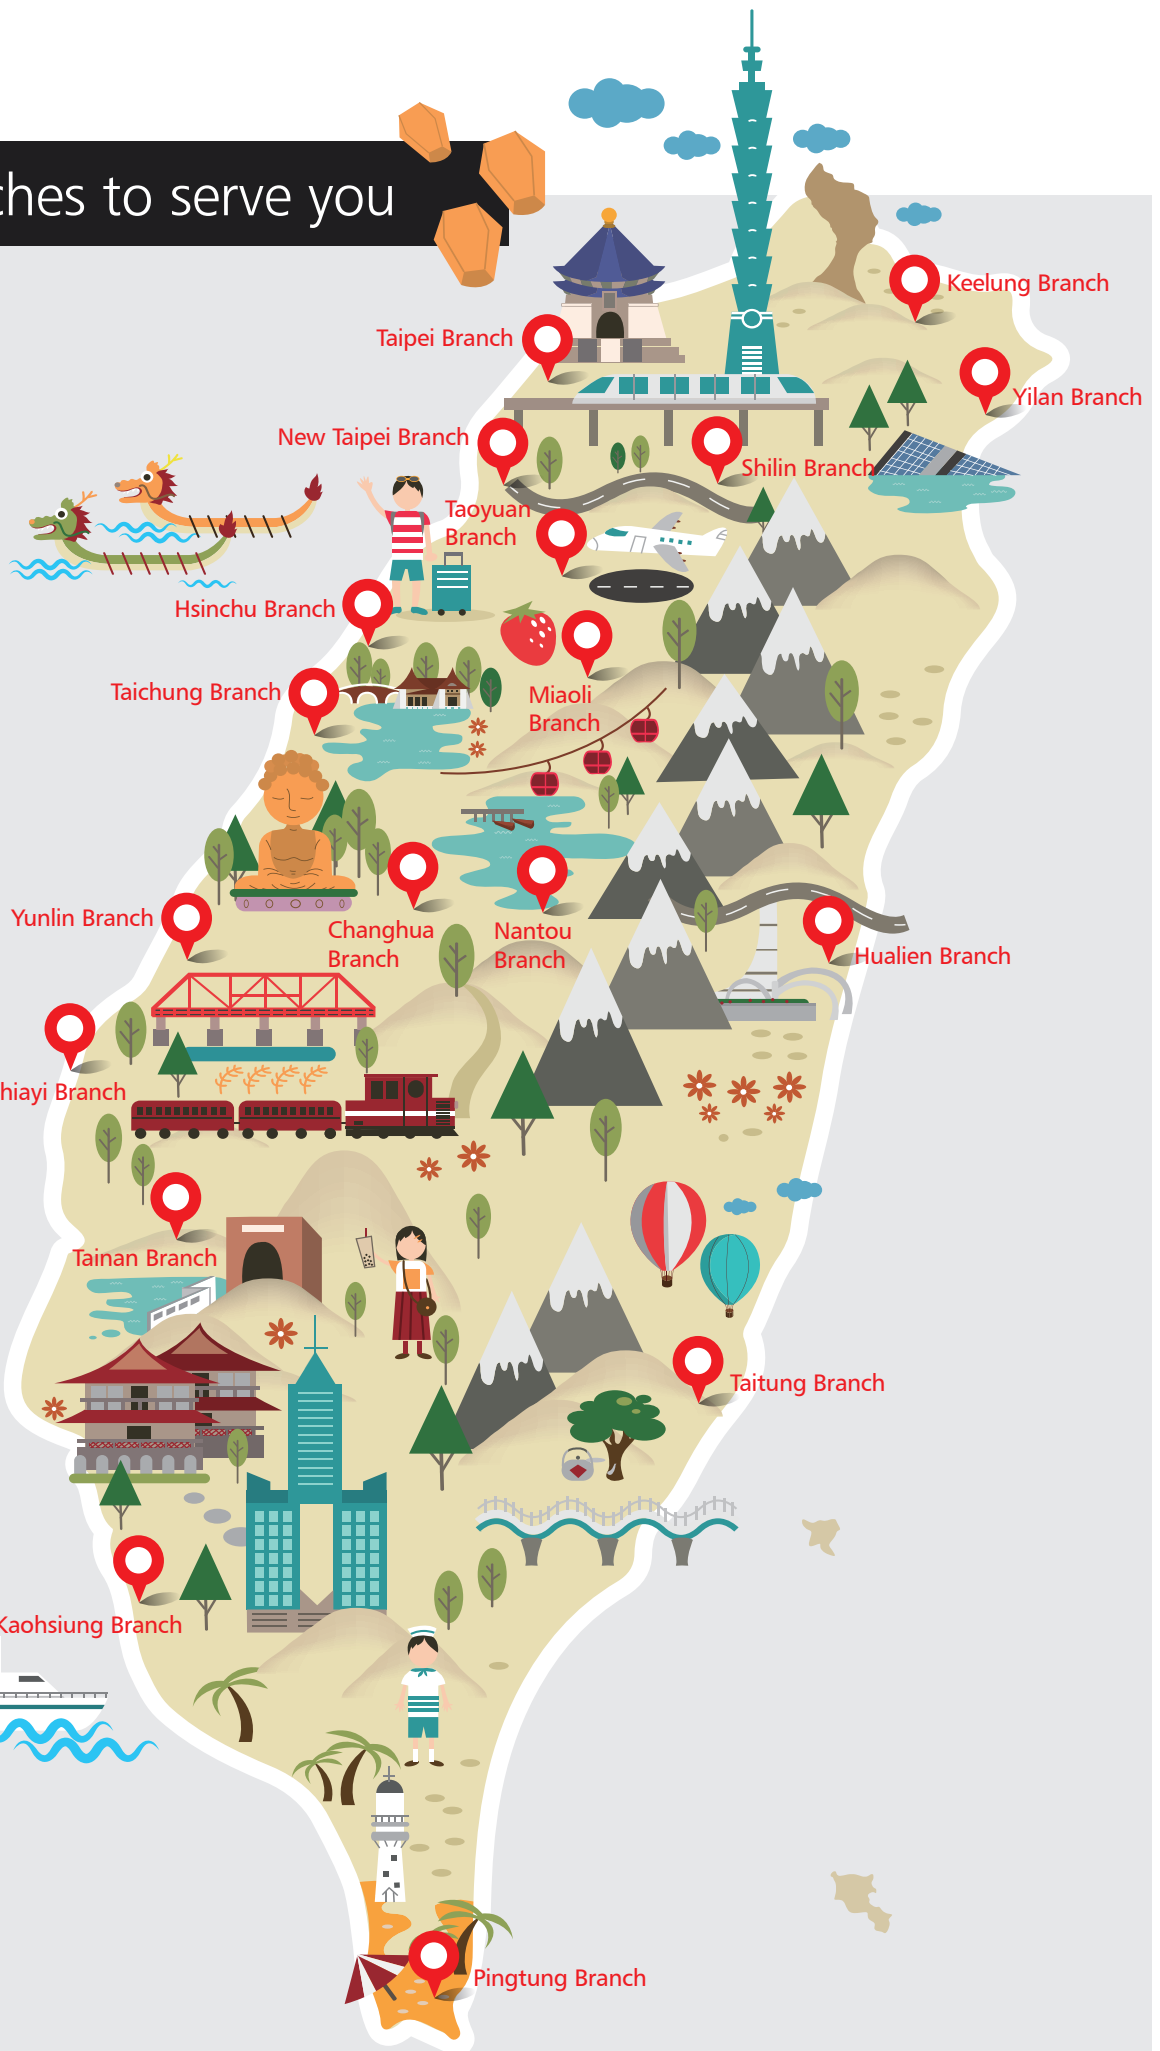 ches to serve you
Keelung Branch
Taipei Branch
Yilan Branch
New Taipei Branch
Shilin Branch
Taoyuan
Branch
Hsinchu Branch
Taichung Branch
Miaoli
Branch
Yunlin Branch
Changhua
Branch
Nantou
Branch
Hualien Branch
hiayi Branch
Tainan Branch
Taitung Branch
Kaohsiung Branch
Pingtung Branch